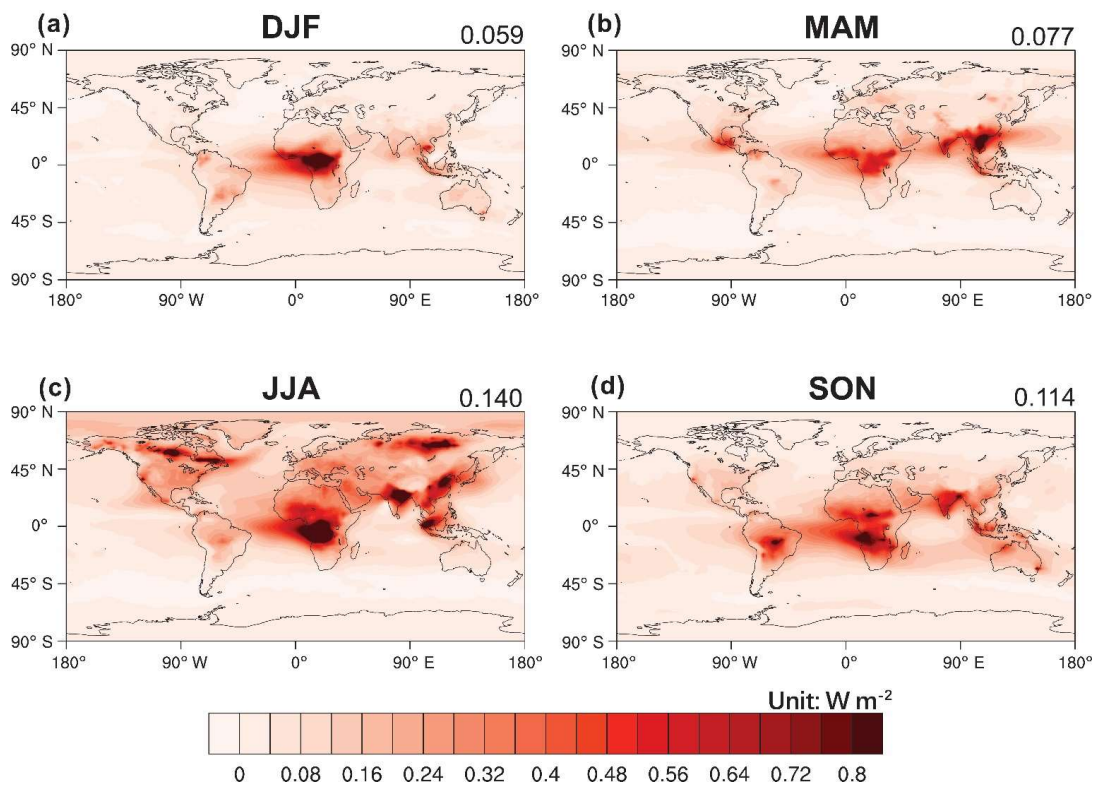 (a) DJF 0.059
90° N
45° N
0°
45° S
90° S
180° 90° W 0° 90° E 180°
(b) MAM 0.077
90° N
45° N
0°
45° S
90° S
180° 90° W 0° 90° E 180°
(c) JJA 0.140
90° N
45° N
0°
45° S
90° S
180° 90° W 0° 90° E 180°
(d) SON 0.114
90° N
45° N
0°
45° S
90° S
180° 90° W 0° 90° E 180°
Unit: W m⁻²
0 0.08 0.16 0.24 0.32 0.4 0.48 0.56 0.64 0.72 0.8